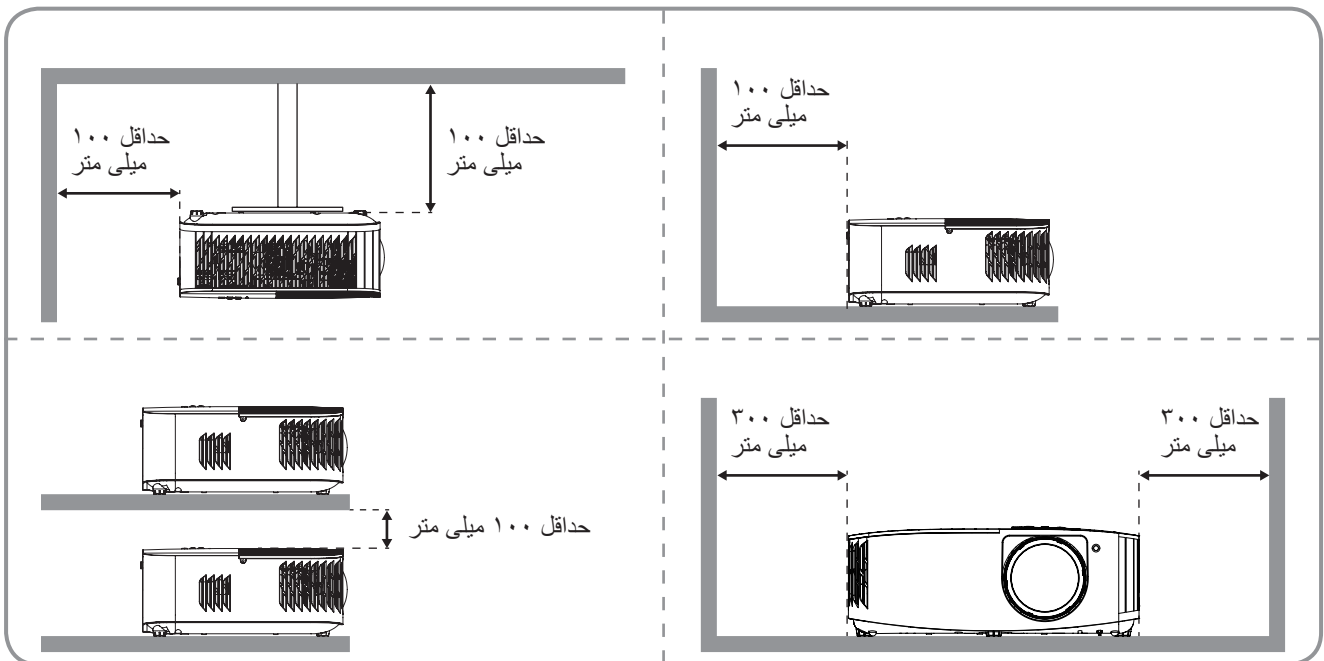 حداقل ۱۰۰
میلی متر
حداقل ۱۰۰
میلی متر
حداقل ۱۰۰
میلی متر
حداقل ۱۰۰ میلی متر
حداقل ۳۰۰
میلی متر
حداقل ۳۰۰
میلی متر